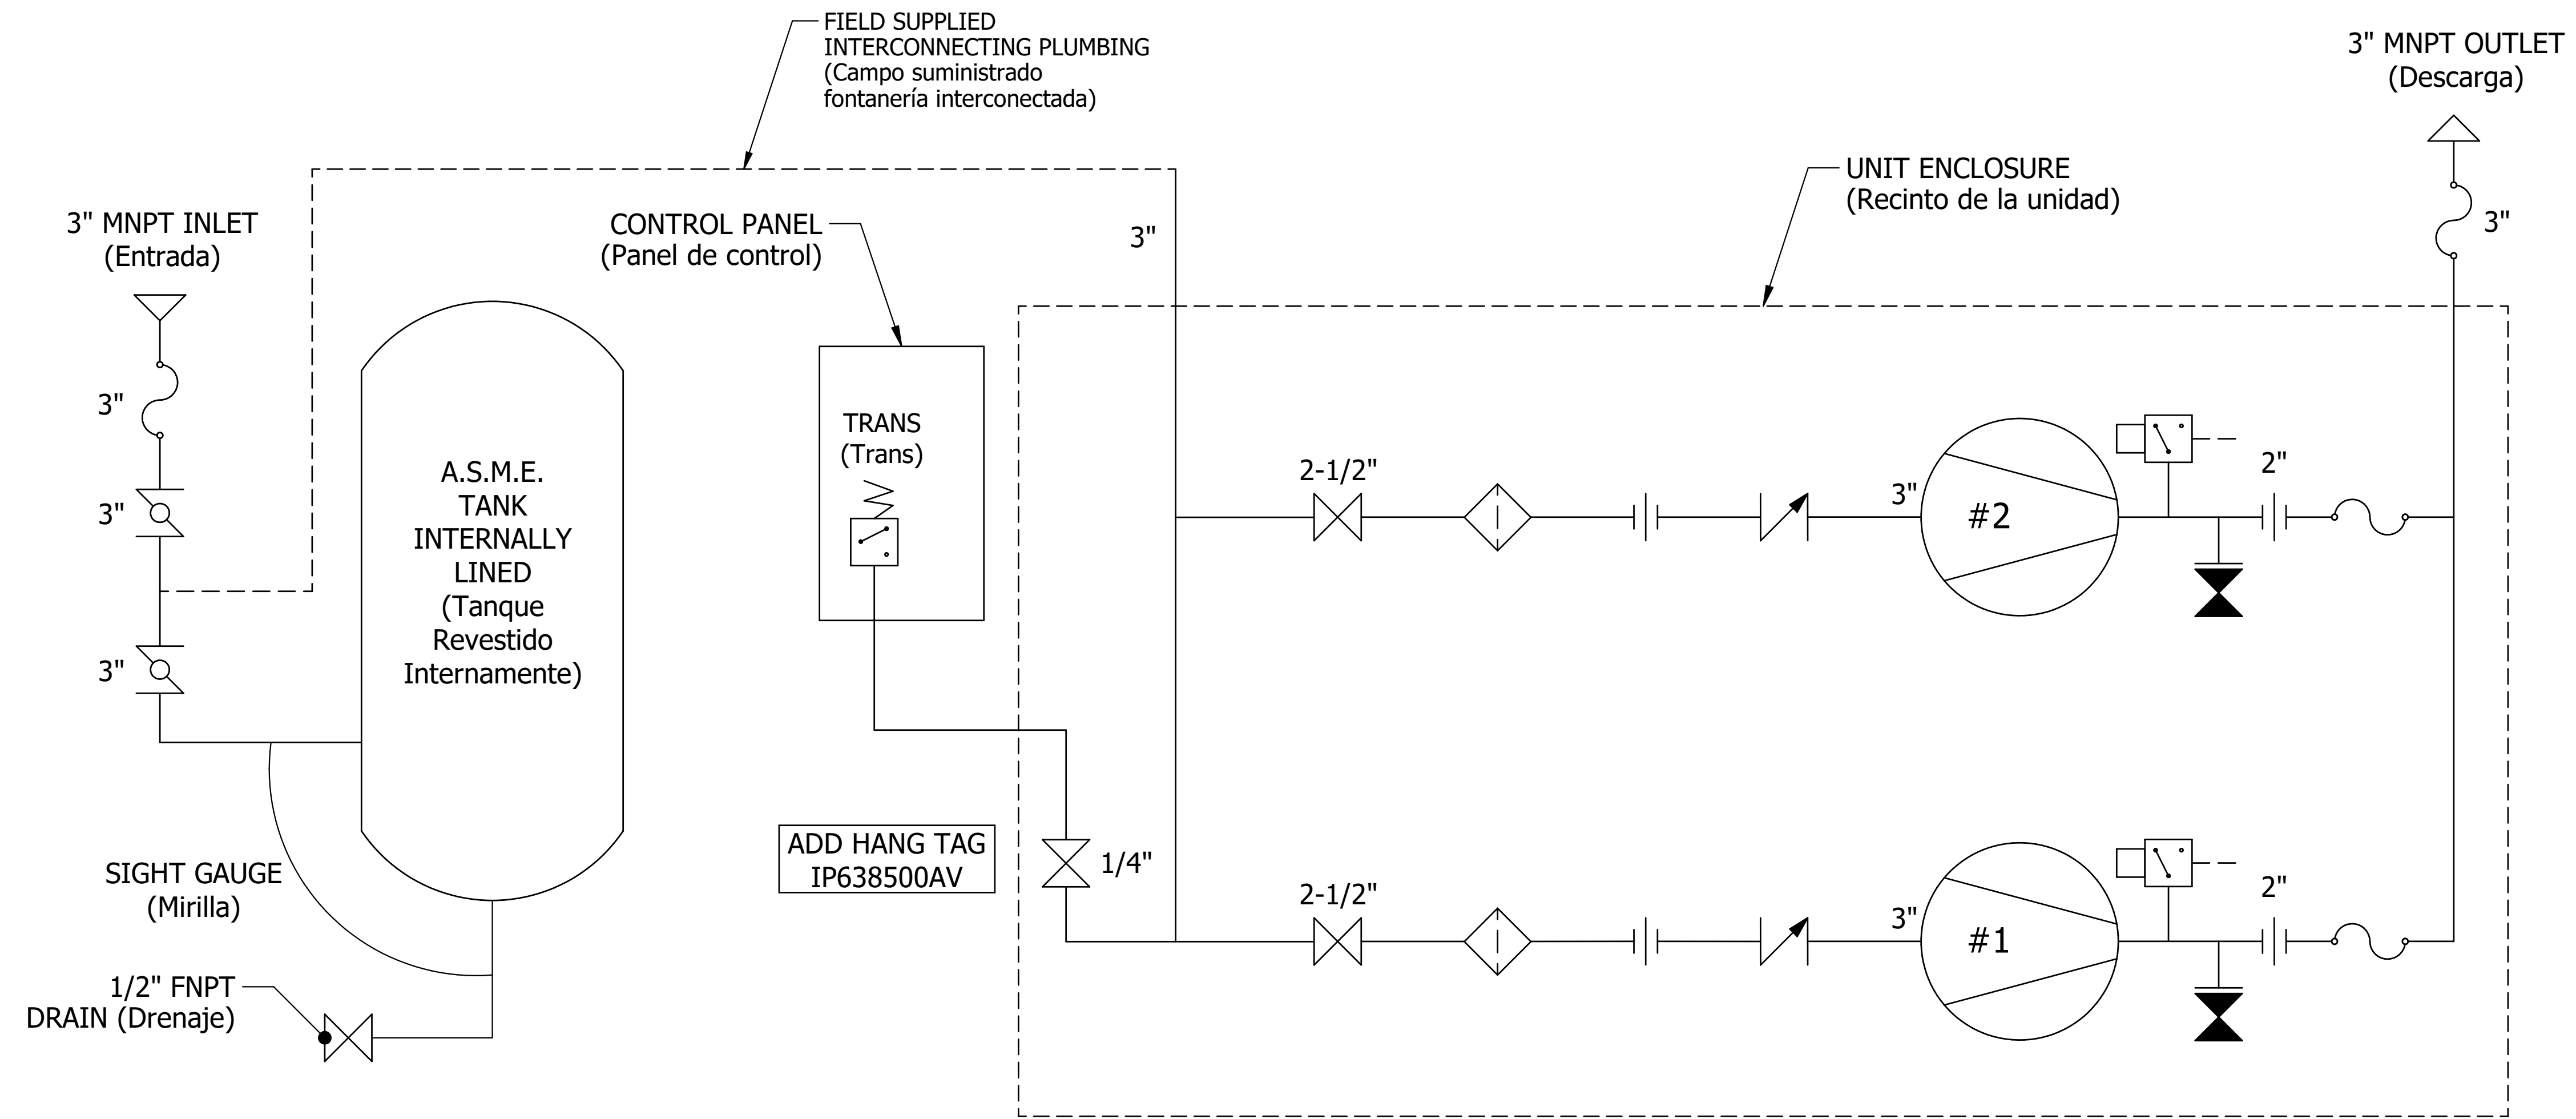 FIELD SUPPLIED
INTERCONNECTING PLUMBING
(Campo suministrado
fontanería interconectada)
3" MNPT OUTLET
(Descarga)
UNIT ENCLOSURE
(Recinto de la unidad)
3" MNPT INLET
(Entrada)
CONTROL PANEL
(Panel de control)
3"
3"
3"
3"
3"
A.S.M.E.
TANK
INTERNALLY
LINED
(Tanque
Revestido
Internamente)
TRANS
(Trans)
2-1/2"
3"
#2
2"
SIGHT GAUGE
(Mirilla)
ADD HANG TAG
IP638500AV
1/4"
2-1/2"
3"
#1
2"
1/2" FNPT
DRAIN (Drenaje)